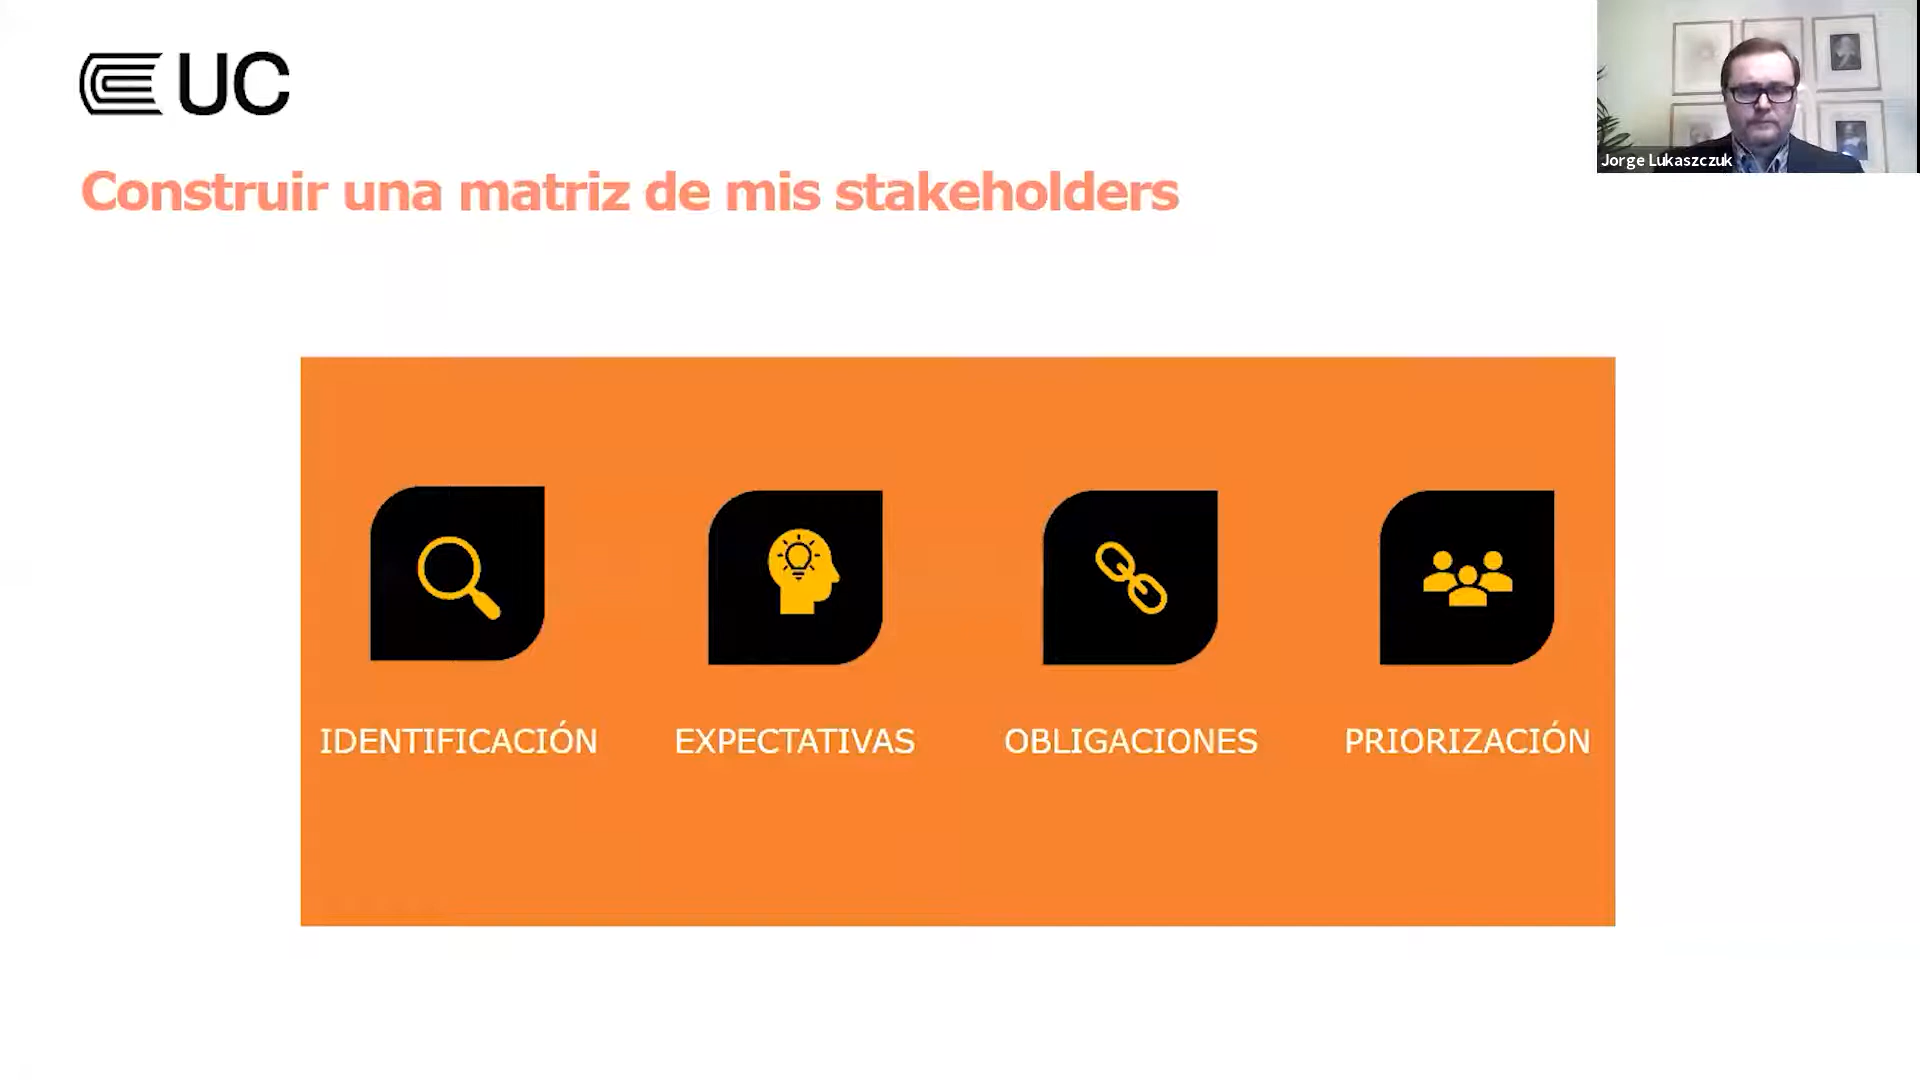 UC
Jorge Lukaszczuk
Construir una matriz de mis stakeholders
IDENTIFICACIÓN
EXPECTATIVAS
OBLIGACIONES
PRIORIZACIÓN